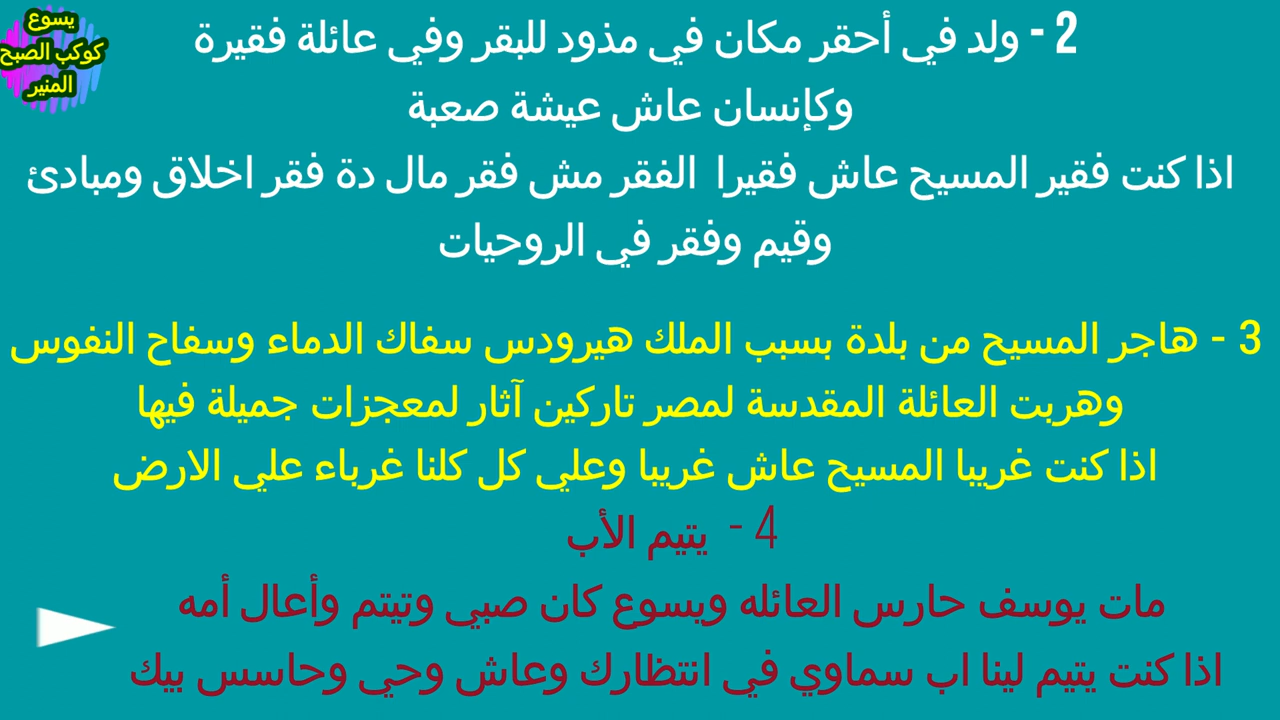 يسوع
كوكب الصبح
المنير
2 - ولد في أحقر مكان في مذود للبقر وفي عائلة فقيرة
وكإنسان عاش عيشة صعبة
اذا كنت فقير المسيح عاش فقيرا الفقر مش فقر مال دة فقر اخلاق ومبادئ
وقيم وفقر في الروحيات
3 - هاجر المسيح من بلدة بسبب الملك هيرودس سفاك الدماء وسفاح النفوس
وهربت العائلة المقدسة لمصر تاركين آثار لمعجزات جميلة فيها
اذا كنت غريبا المسيح عاش غريبا وعلي كل كلنا غرباء علي الارض
4 - يتيم الأب
مات يوسف حارس العائله ويسوع كان صبي وتيتم وأعال أمه
اذا كنت يتيم لينا اب سماوي في انتظارك وعاش وحي وحاسس بيك